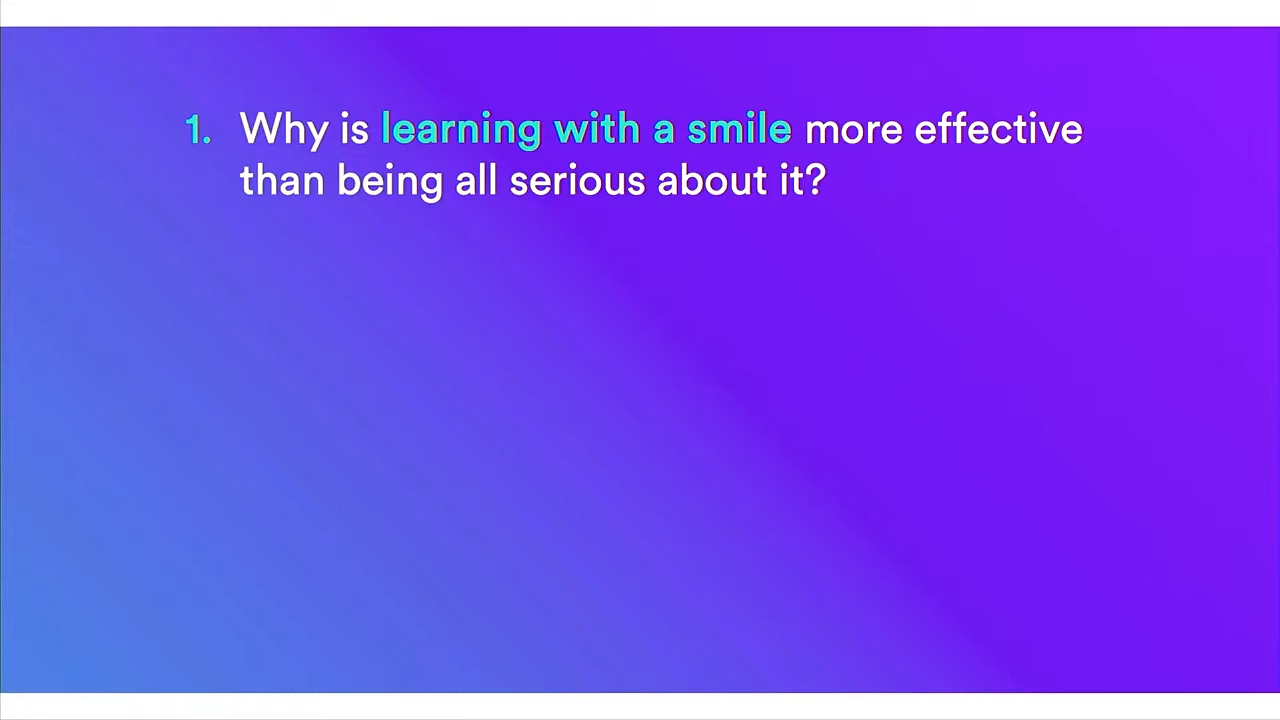 1. Why is learning with a smile more effective
than being all serious about it?